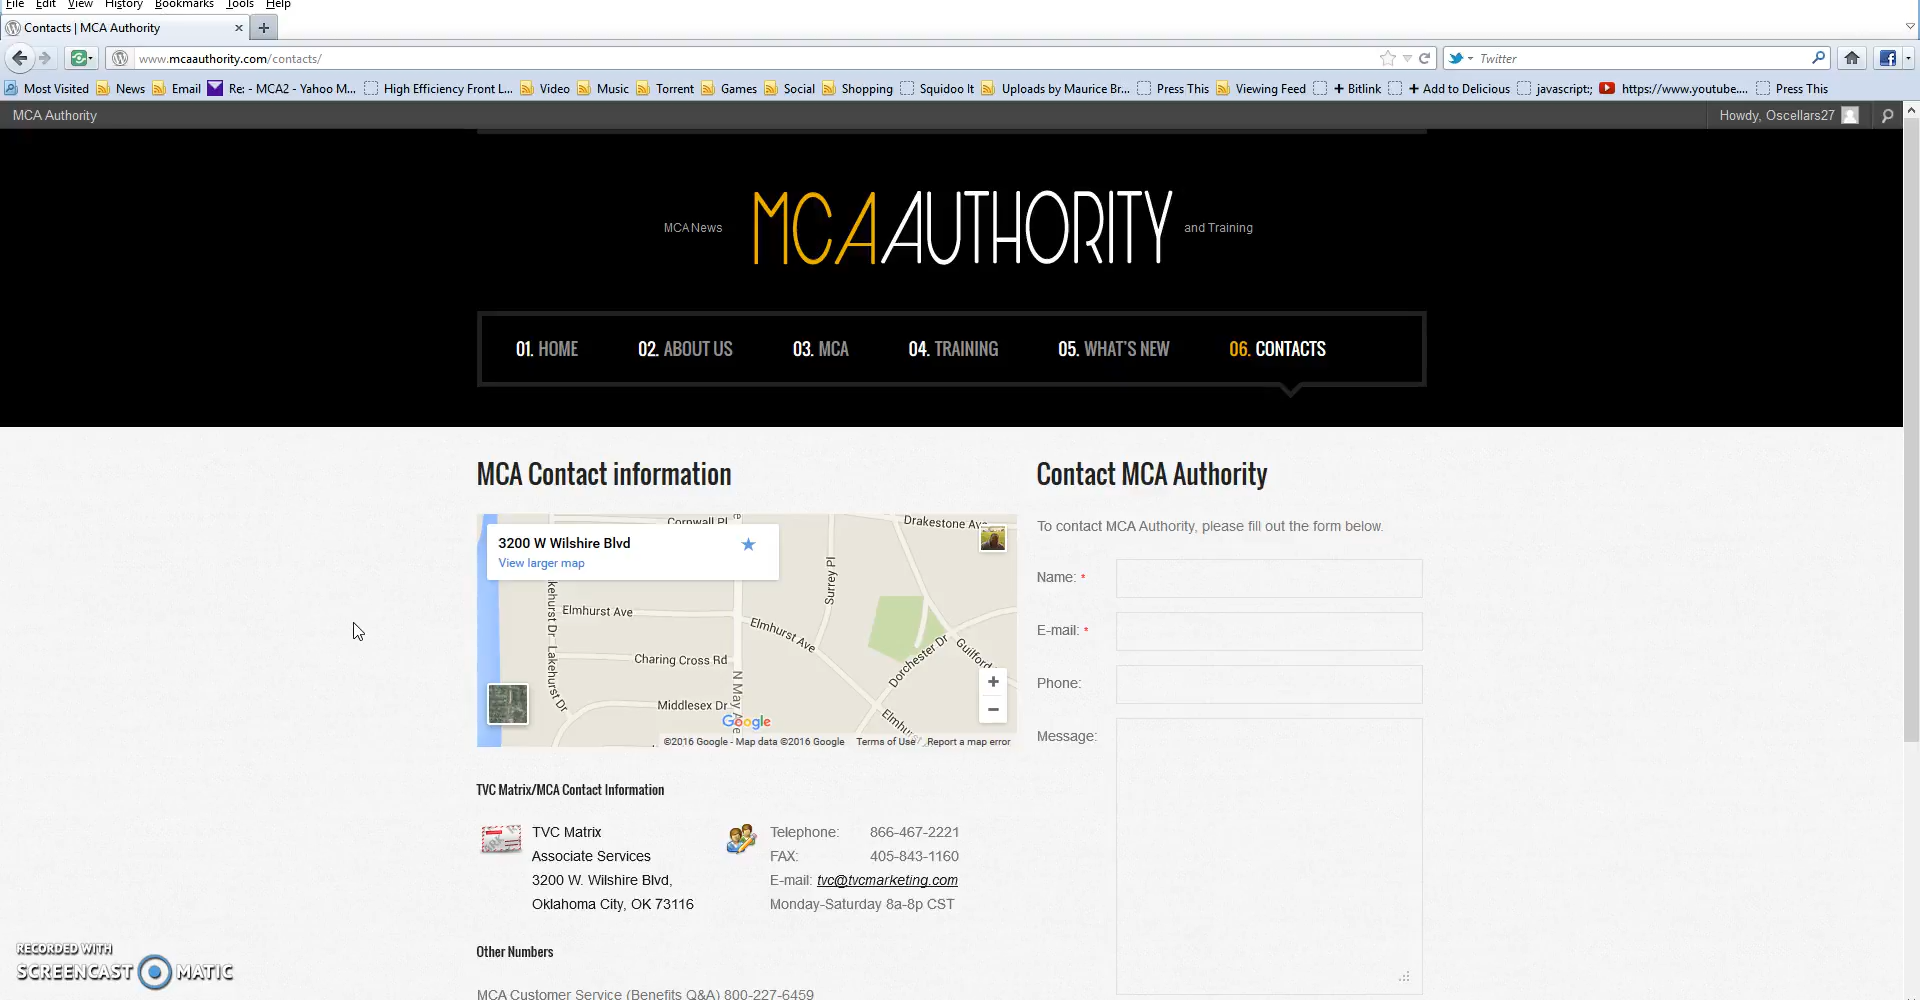 File Edit View History Bookmarks Tools Help
Contacts | MCA Authority
www.mcaauthority.com/contacts/
Twitter
Most Visited News Email Re: - MCA2 - Yahoo M... High Efficiency Front L... Video Music Torrent Games Social Shopping Squidoo It Uploads by Maurice Br... Press This Viewing Feed + Bitlink + Add to Delicious javascript:; https://www.youtube.... Press This
MCA Authority
Howdy, Oscellars27
MCA News
MCAAUTHORITY
and Training
01. HOME 02. ABOUT US 03. MCA 04. TRAINING 05. WHAT'S NEW 06. CONTACTS
MCA Contact information
Cornwall Pl
Drakestone Ave
3200 W Wilshire Blvd
View larger map
Surrey Pl
Elmhurst Ave
Elmhurst Ave
Lakehurst Dr
Charing Cross Rd
Dorchester Dr
Guilford
N May Ave
Middlesex Dr
Google
©2016 Google - Map data ©2016 Google Terms of Use Report a map error
TVC Matrix/MCA Contact Information
TVC Matrix
Associate Services
3200 W. Wilshire Blvd,
Oklahoma City, OK 73116
Telephone: 866-467-2221
FAX: 405-843-1160
E-mail: tvc@tvcmarketing.com
Monday-Saturday 8a-8p CST
Other Numbers
MCA Customer Service (Benefits Q&A) 800-227-6459
Contact MCA Authority
To contact MCA Authority, please fill out the form below.
Name: *
E-mail: *
Phone:
Message:
RECORDED WITH
SCREENCAST MATIC